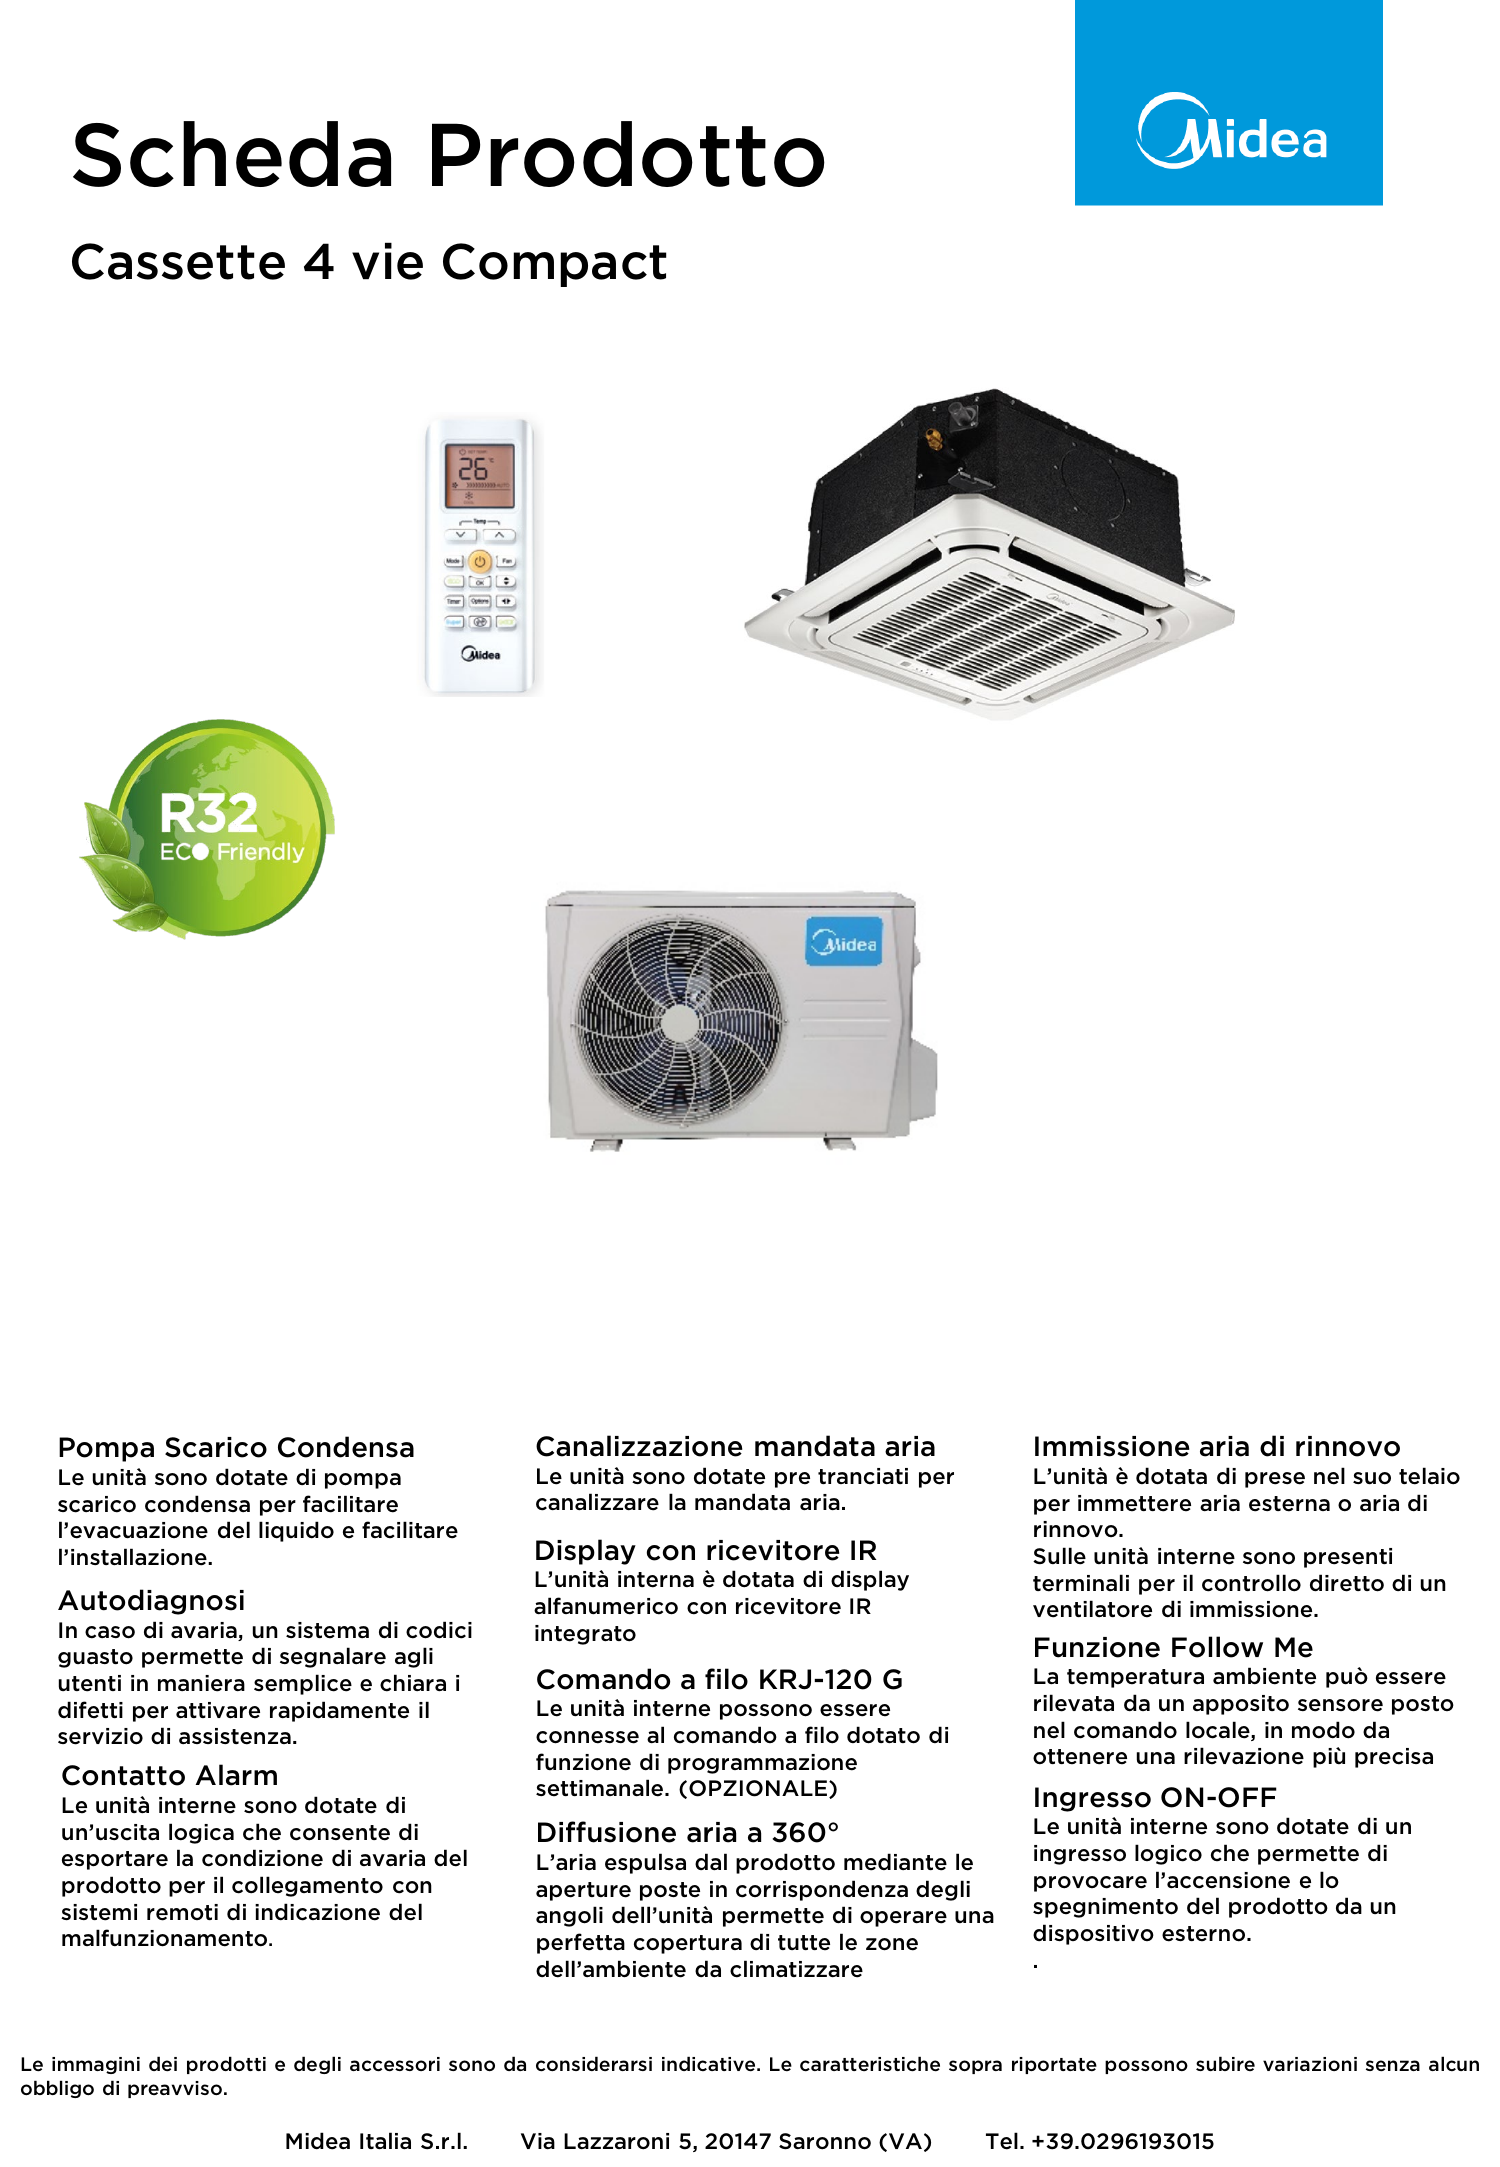 Midea
Scheda Prodotto
Cassette 4 vie Compact
26
Temp
Mode
Fan
OK
Timer
Options
Super
Midea
Midea
R32
ECO Friendly
Midea
Pompa Scarico Condensa
Le unità sono dotate di pompa
scarico condensa per facilitare
l’evacuazione del liquido e facilitare
l’installazione.
Autodiagnosi
In caso di avaria, un sistema di codici
guasto permette di segnalare agli
utenti in maniera semplice e chiara i
difetti per attivare rapidamente il
servizio di assistenza.
Contatto Alarm
Le unità interne sono dotate di
un’uscita logica che consente di
esportare la condizione di avaria del
prodotto per il collegamento con
sistemi remoti di indicazione del
malfunzionamento.
Canalizzazione mandata aria
Le unità sono dotate pre tranciati per
canalizzare la mandata aria.
Display con ricevitore IR
L’unità interna è dotata di display
alfanumerico con ricevitore IR
integrato
Comando a filo KRJ-120 G
Le unità interne possono essere
connesse al comando a filo dotato di
funzione di programmazione
settimanale. (OPZIONALE)
Diffusione aria a 360°
L’aria espulsa dal prodotto mediante le
aperture poste in corrispondenza degli
angoli dell’unità permette di operare una
perfetta copertura di tutte le zone
dell’ambiente da climatizzare
Immissione aria di rinnovo
L’unità è dotata di prese nel suo telaio
per immettere aria esterna o aria di
rinnovo.
Sulle unità interne sono presenti
terminali per il controllo diretto di un
ventilatore di immissione.
Funzione Follow Me
La temperatura ambiente può essere
rilevata da un apposito sensore posto
nel comando locale, in modo da
ottenere una rilevazione più precisa
Ingresso ON-OFF
Le unità interne sono dotate di un
ingresso logico che permette di
provocare l’accensione e lo
spegnimento del prodotto da un
dispositivo esterno.
.
Le immagini dei prodotti e degli accessori sono da considerarsi indicative. Le caratteristiche sopra riportate possono subire variazioni senza alcun
obbligo di preavviso.
Midea Italia S.r.l. Via Lazzaroni 5, 20147 Saronno (VA) Tel. +39.0296193015